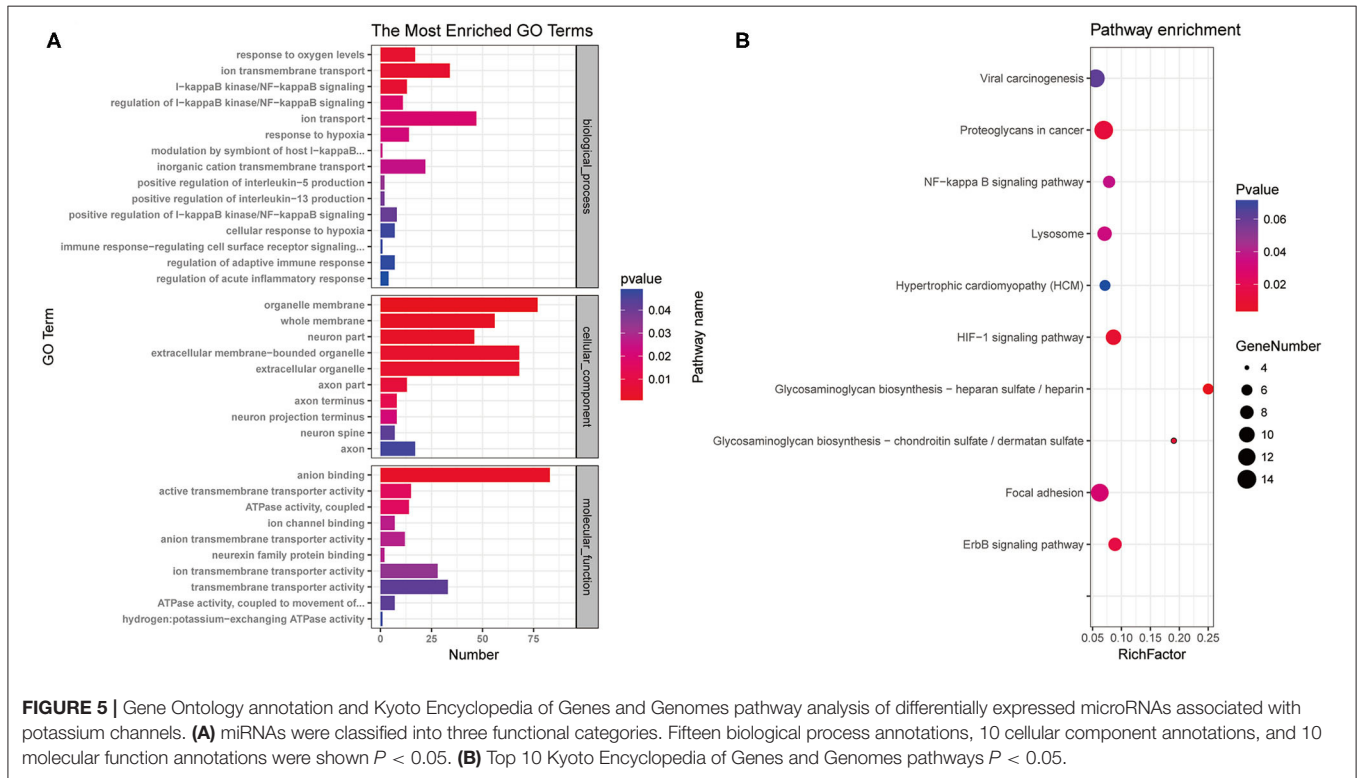 A
The Most Enriched GO Terms
GO Term
response to oxygen levels
ion transmembrane transport
I−kappaB kinase/NF−kappaB signaling
regulation of I−kappaB kinase/NF−kappaB signaling
ion transport
response to hypoxia
modulation by symbiont of host I−kappaB...
inorganic cation transmembrane transport
positive regulation of interleukin−5 production
positive regulation of interleukin−13 production
positive regulation of I−kappaB kinase/NF−kappaB signaling
cellular response to hypoxia
immune response−regulating cell surface receptor signaling...
regulation of adaptive immune response
regulation of acute inflammatory response
biological_process
organelle membrane
whole membrane
neuron part
extracellular membrane−bounded organelle
extracellular organelle
axon part
axon terminus
neuron projection terminus
neuron spine
axon
cellular_component
anion binding
active transmembrane transporter activity
ATPase activity, coupled
ion channel binding
anion transmembrane transporter activity
neurexin family protein binding
ion transmembrane transporter activity
transmembrane transporter activity
ATPase activity, coupled to movement of...
hydrogen:potassium−exchanging ATPase activity
molecular_function
0 25 50 75
Number
pvalue
0.04
0.03
0.02
0.01
B
Pathway enrichment
Pathway name
Viral carcinogenesis
Proteoglycans in cancer
NF−kappa B signaling pathway
Lysosome
Hypertrophic cardiomyopathy (HCM)
HIF−1 signaling pathway
Glycosaminoglycan biosynthesis − heparan sulfate / heparin
Glycosaminoglycan biosynthesis − chondroitin sulfate / dermatan sulfate
Focal adhesion
ErbB signaling pathway
0.05 0.10 0.15 0.20 0.25
RichFactor
Pvalue
0.06
0.04
0.02
GeneNumber
4
6
8
10
12
14
FIGURE 5 | Gene Ontology annotation and Kyoto Encyclopedia of Genes and Genomes pathway analysis of differentially expressed microRNAs associated with
potassium channels. (A) miRNAs were classified into three functional categories. Fifteen biological process annotations, 10 cellular component annotations, and 10
molecular function annotations were shown P < 0.05. (B) Top 10 Kyoto Encyclopedia of Genes and Genomes pathways P < 0.05.